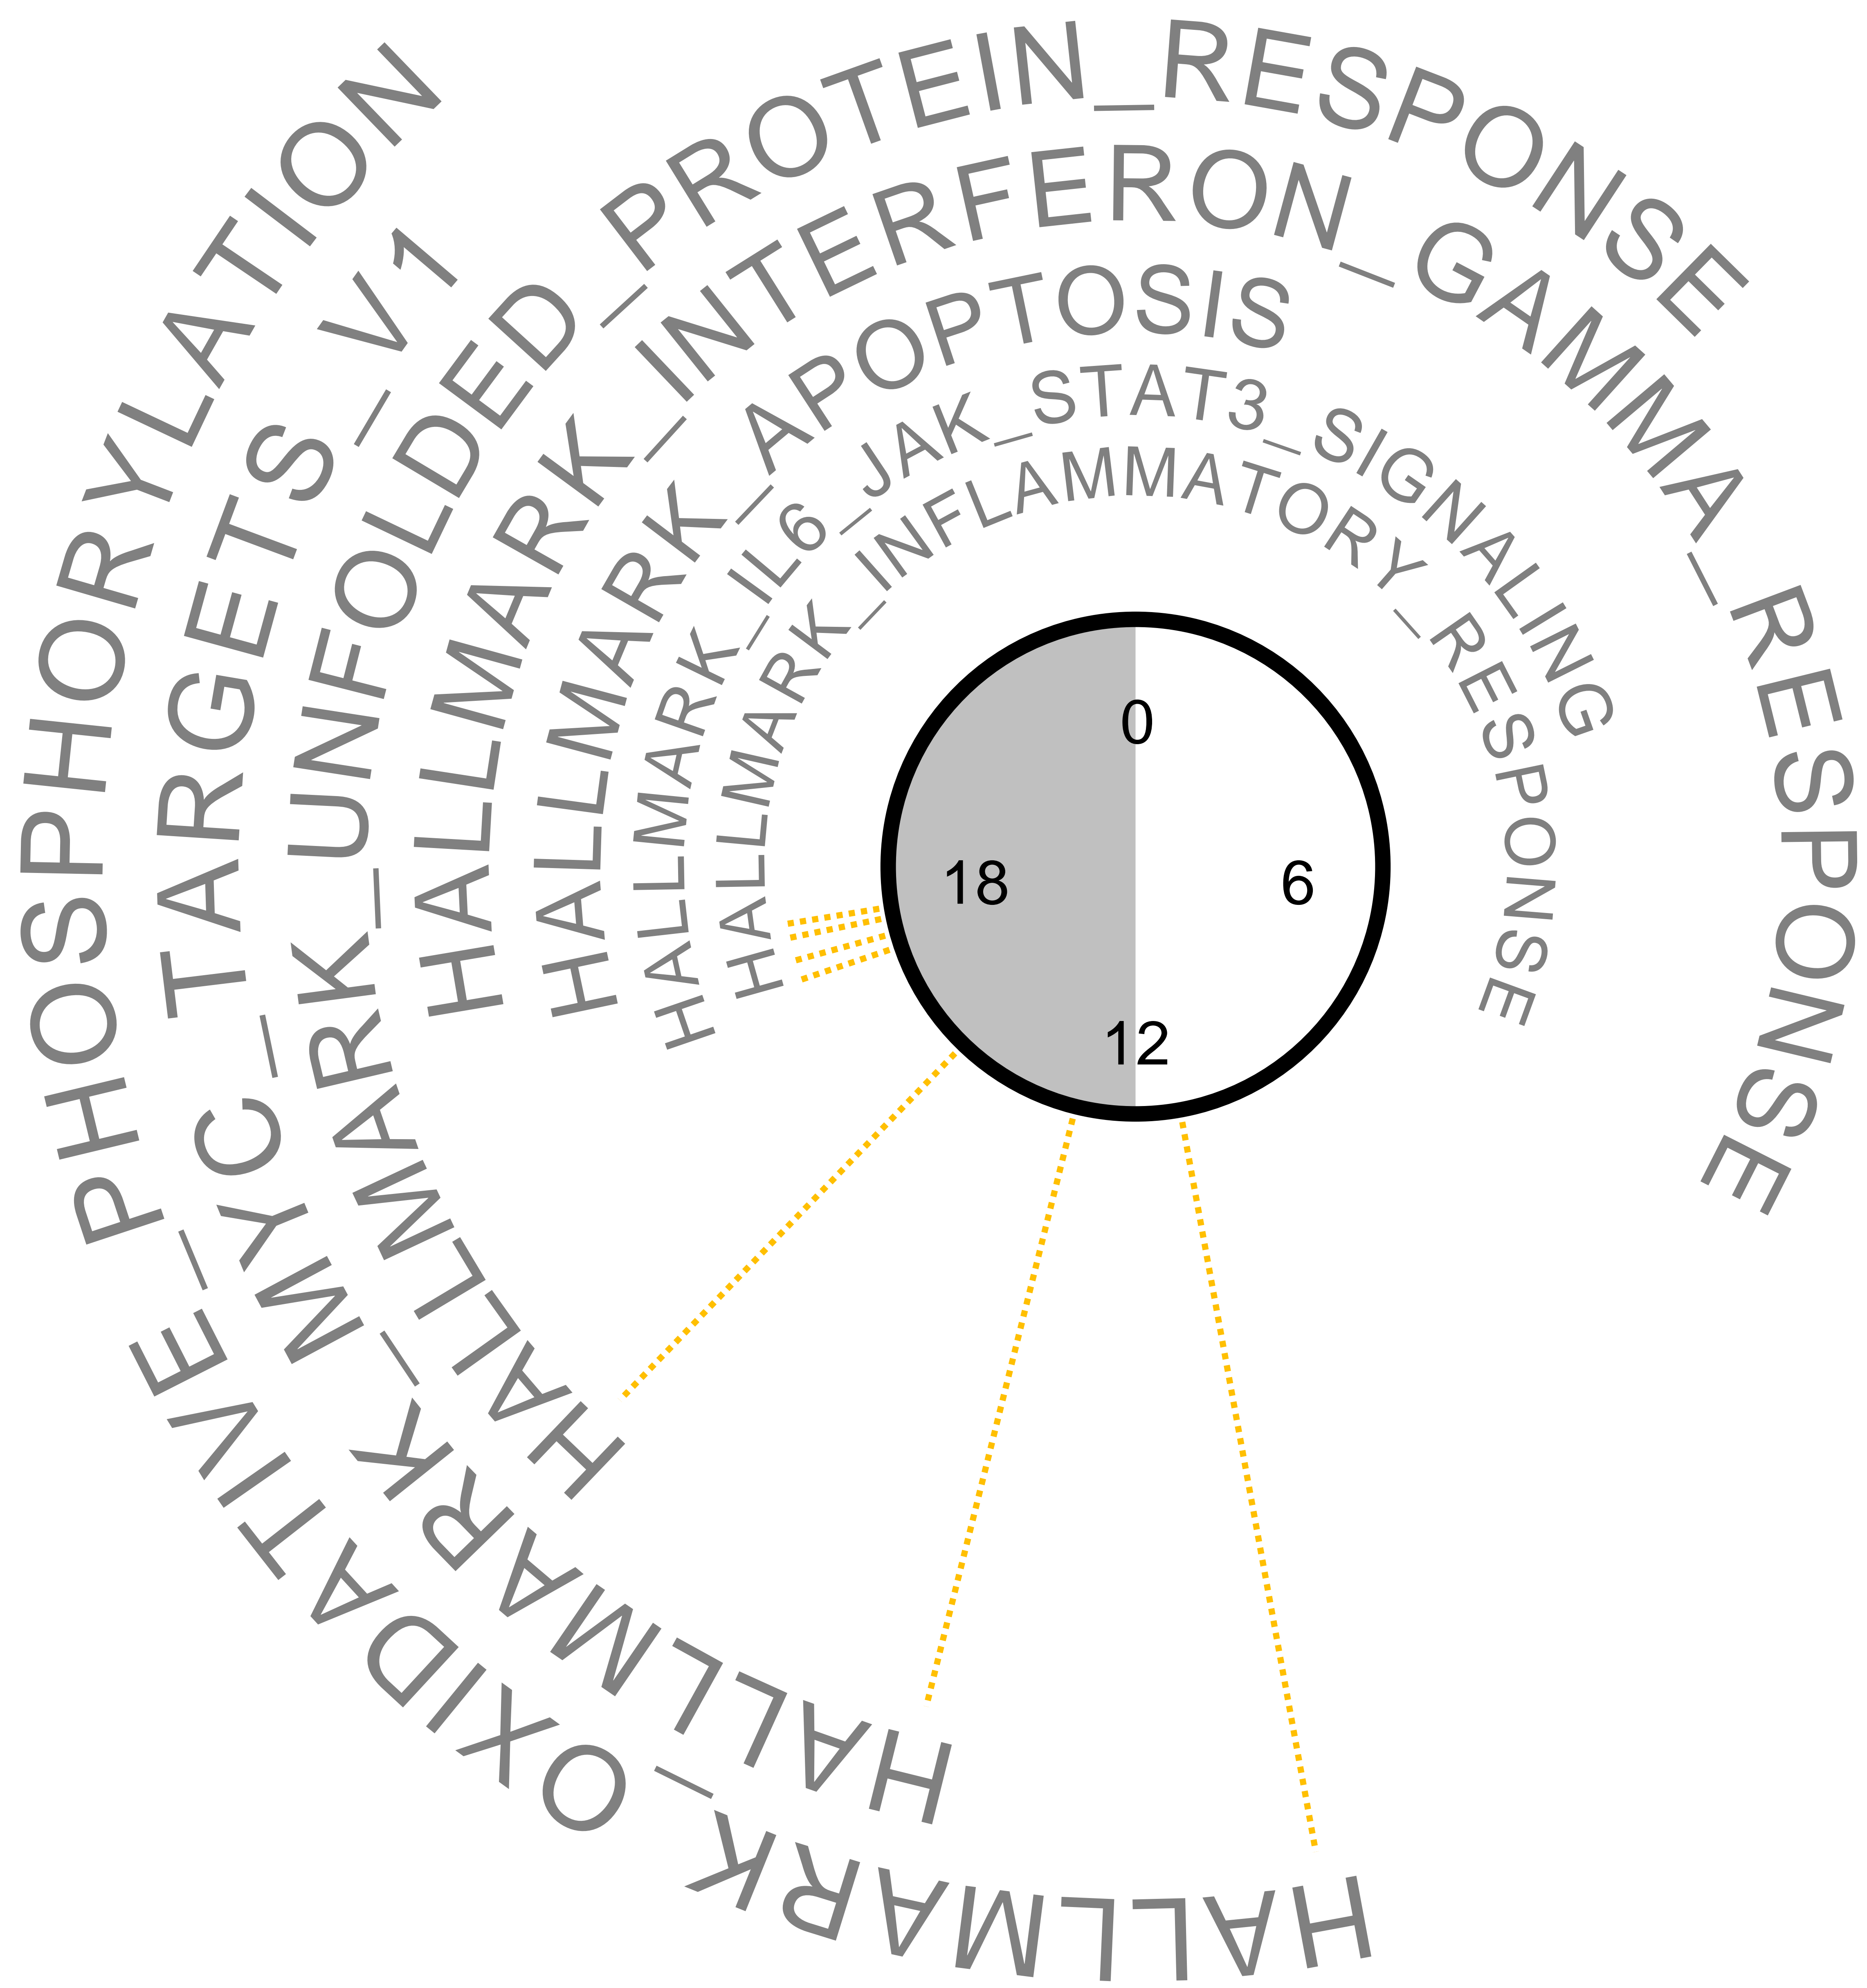 HALLMARK_OXIDATIVE_PHOSPHORYLATION
HALLMARK_MYC_TARGETS_V1
HALLMARK_UNFOLDED_PROTEIN_RESPONSE
HALLMARK_INTERFERON_GAMMA_RESPONSE
HALLMARK_APOPTOSIS
HALLMARK_IL6_JAK_STAT3_SIGNALING
HALLMARK_INFLAMMATORY_RESPONSE
0
18
6
12